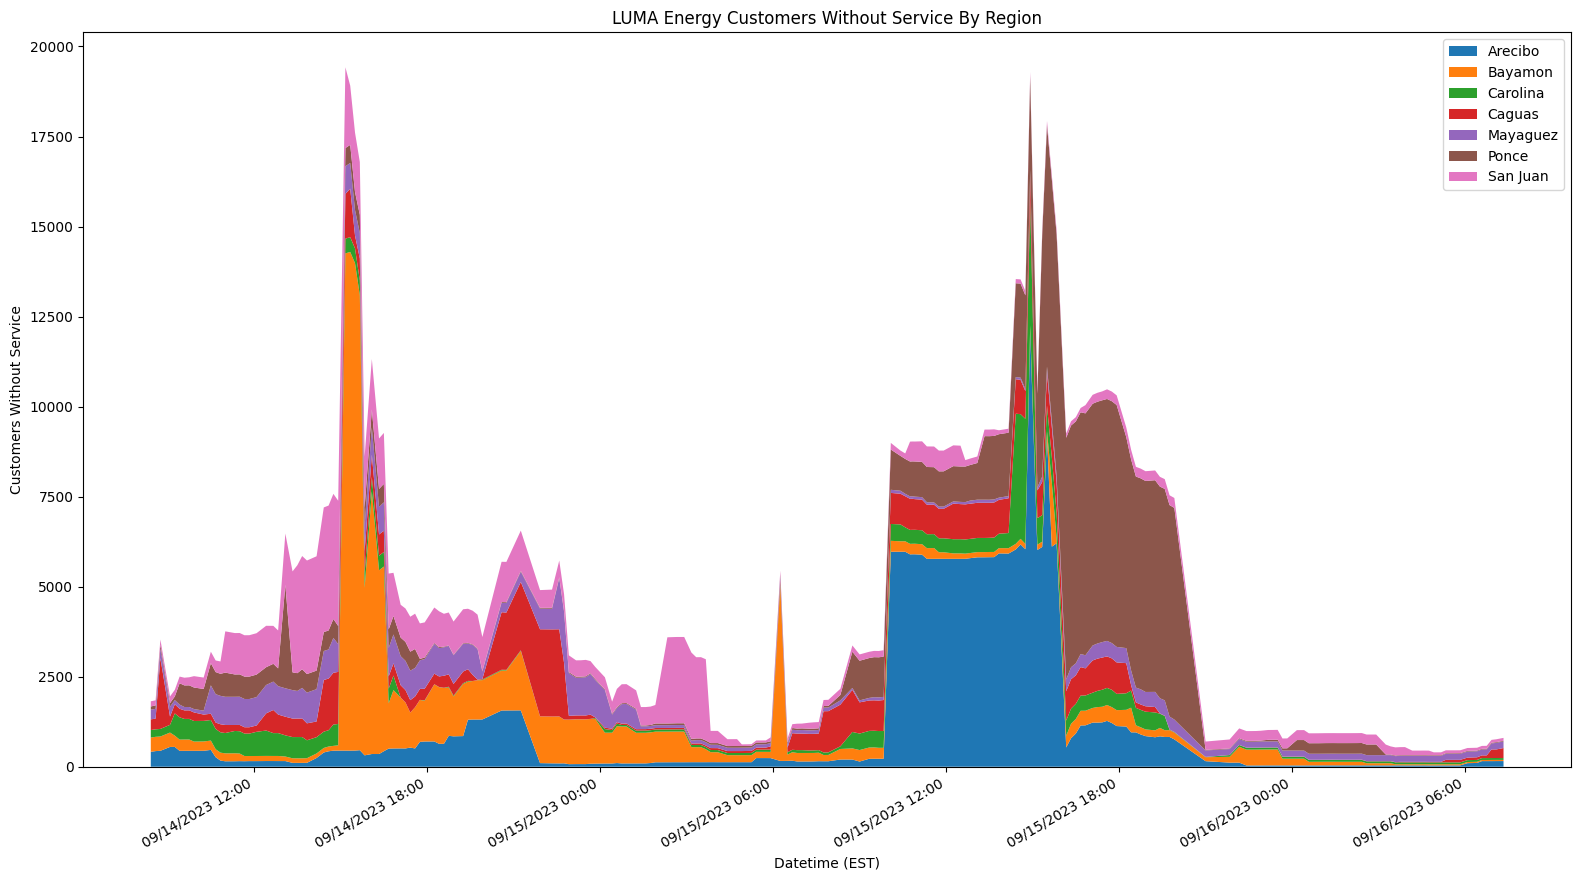 LUMA Energy Customers Without Service By Region
20000
17500
15000
12500
10000
7500
5000
2500
0
Customers Without Service
Arecibo
Bayamon
Carolina
Caguas
Mayaguez
Ponce
San Juan
09/14/2023 12:00
09/14/2023 18:00
09/15/2023 00:00
09/15/2023 06:00
09/15/2023 12:00
09/15/2023 18:00
09/16/2023 00:00
09/16/2023 06:00
Datetime (EST)